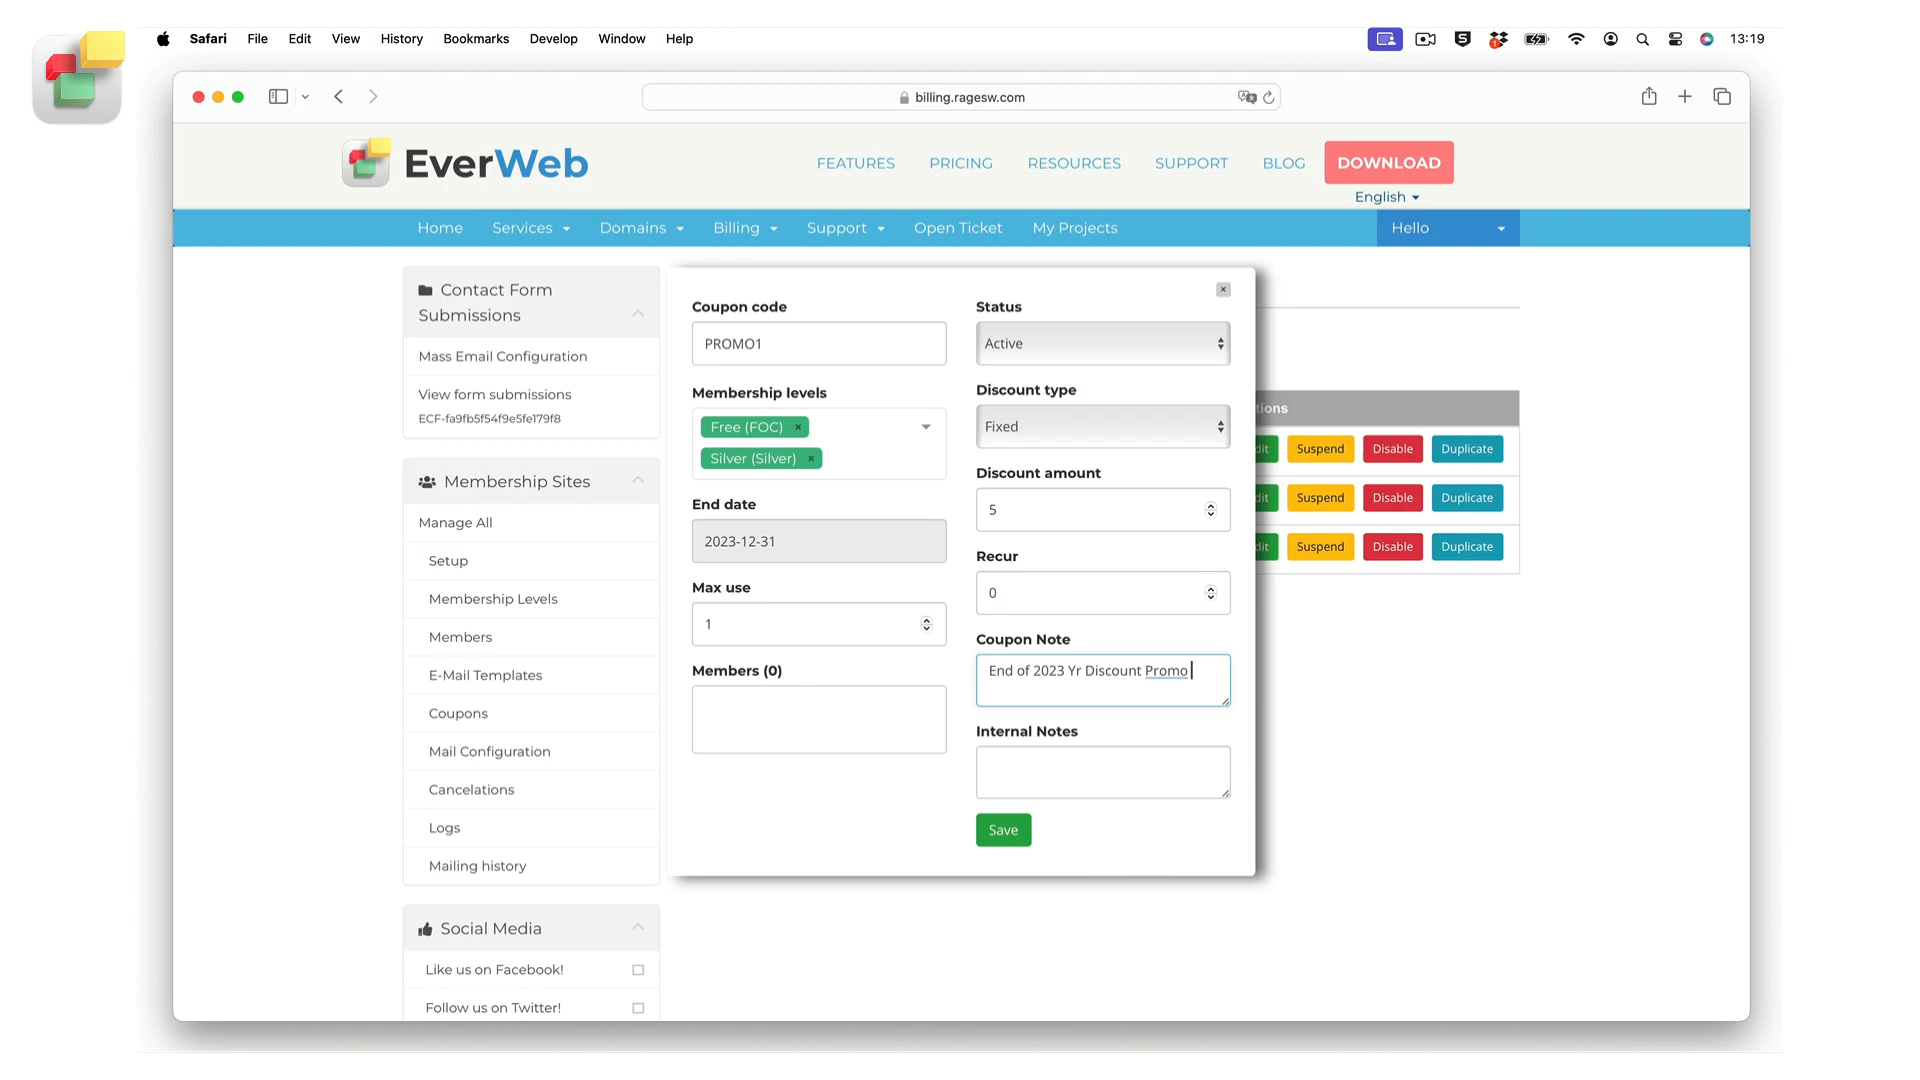 Safari File Edit View History Bookmarks Develop Window Help 13:19
billing.ragesw.com
EverWeb
FEATURES PRICING RESOURCES SUPPORT BLOG DOWNLOAD
English
Home Services Domains Billing Support Open Ticket My Projects Hello
Contact Form
Submissions
Mass Email Configuration
View form submissions
ECF-fa9fb5f54f9e5fe179f8
Membership Sites
Manage All
Setup
Membership Levels
Members
E-Mail Templates
Coupons
Mail Configuration
Cancelations
Logs
Mailing history
Social Media
Like us on Facebook!
Follow us on Twitter!
Coupon code
PROMO1
Membership levels
Free (FOC) ×
Silver (Silver) ×
End date
2023-12-31
Max use
1
Members (0)
Status
Active
Discount type
Fixed
Discount amount
5
Recur
0
Coupon Note
End of 2023 Yr Discount Promo
Internal Notes
Save
tions
dit Suspend Disable Duplicate
dit Suspend Disable Duplicate
dit Suspend Disable Duplicate